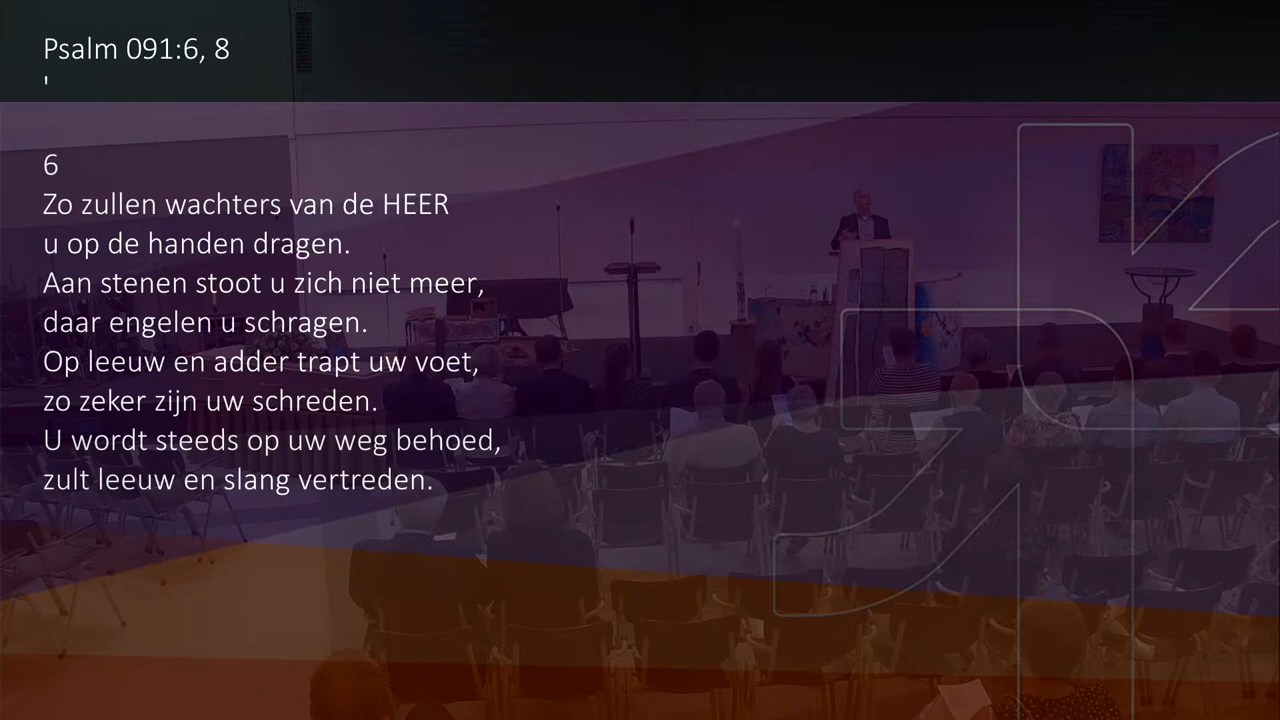 Psalm 091:6, 8
'
6
Zo zullen wachters van de HEER
u op de handen dragen.
Aan stenen stoot u zich niet meer,
daar engelen u schragen.
Op leeuw en adder trapt uw voet,
zo zeker zijn uw schreden.
U wordt steeds op uw weg behoed,
zult leeuw en slang vertreden.